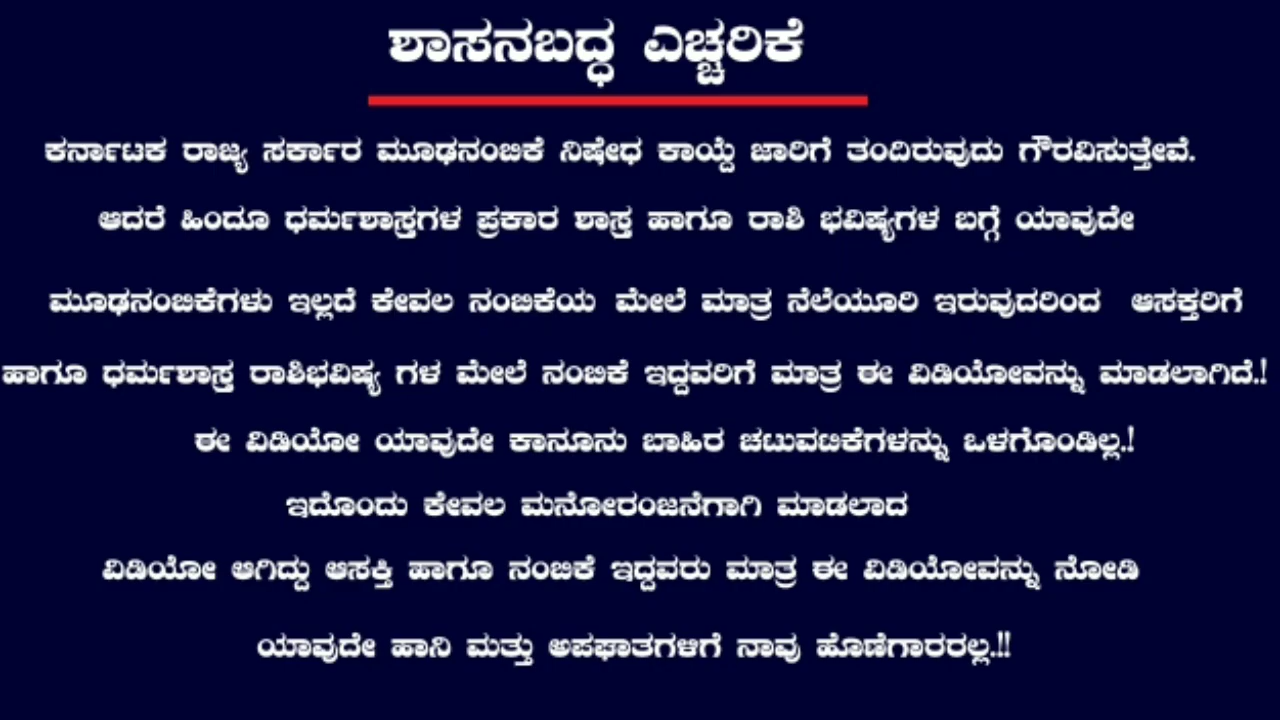 ಶಾಸನಬದ್ಧ ಎಚ್ಚರಿಕೆ
ಕರ್ನಾಟಕ ರಾಜ್ಯ ಸರ್ಕಾರ ಮೂಢನಂಬಿಕೆ ನಿಷೇಧ ಕಾಯ್ದೆ ಜಾರಿಗೆ ತಂದಿರುವುದು ಗೌರವಿಸುತ್ತೇವೆ.
ಆದರೆ ಹಿಂದೂ ಧರ್ಮಶಾಸ್ತ್ರಗಳ ಪ್ರಕಾರ ಶಾಸ್ತ್ರ ಹಾಗೂ ರಾಶಿ ಭವಿಷ್ಯಗಳ ಬಗ್ಗೆ ಯಾವುದೇ
ಮೂಢನಂಬಿಕೆಗಳು ಇಲ್ಲದೆ ಕೇವಲ ನಂಬಿಕೆಯ ಮೇಲೆ ಮಾತ್ರ ನೆಲೆಯೂರಿ ಇರುವುದರಿಂದ ಆಸಕ್ತರಿಗೆ
ಹಾಗೂ ಧರ್ಮಶಾಸ್ತ್ರ ರಾಶಿಭವಿಷ್ಯ ಗಳ ಮೇಲೆ ನಂಬಿಕೆ ಇದ್ದವರಿಗೆ ಮಾತ್ರ ಈ ವಿಡಿಯೋವನ್ನು ಮಾಡಲಾಗಿದೆ.!
ಈ ವಿಡಿಯೋ ಯಾವುದೇ ಕಾನೂನು ಬಾಹಿರ ಚಟುವಟಿಕೆಗಳನ್ನು ಒಳಗೊಂಡಿಲ್ಲ.!
ಇದೊಂದು ಕೇವಲ ಮನೋರಂಜನೆಗಾಗಿ ಮಾಡಲಾದ
ವಿಡಿಯೋ ಆಗಿದ್ದು ಆಸಕ್ತಿ ಹಾಗೂ ನಂಬಿಕೆ ಇದ್ದವರು ಮಾತ್ರ ಈ ವಿಡಿಯೋವನ್ನು ನೋಡಿ
ಯಾವುದೇ ಹಾನಿ ಮತ್ತು ಅಪಘಾತಗಳಿಗೆ ನಾವು ಹೊಣೆಗಾರರಲ್ಲ.!!